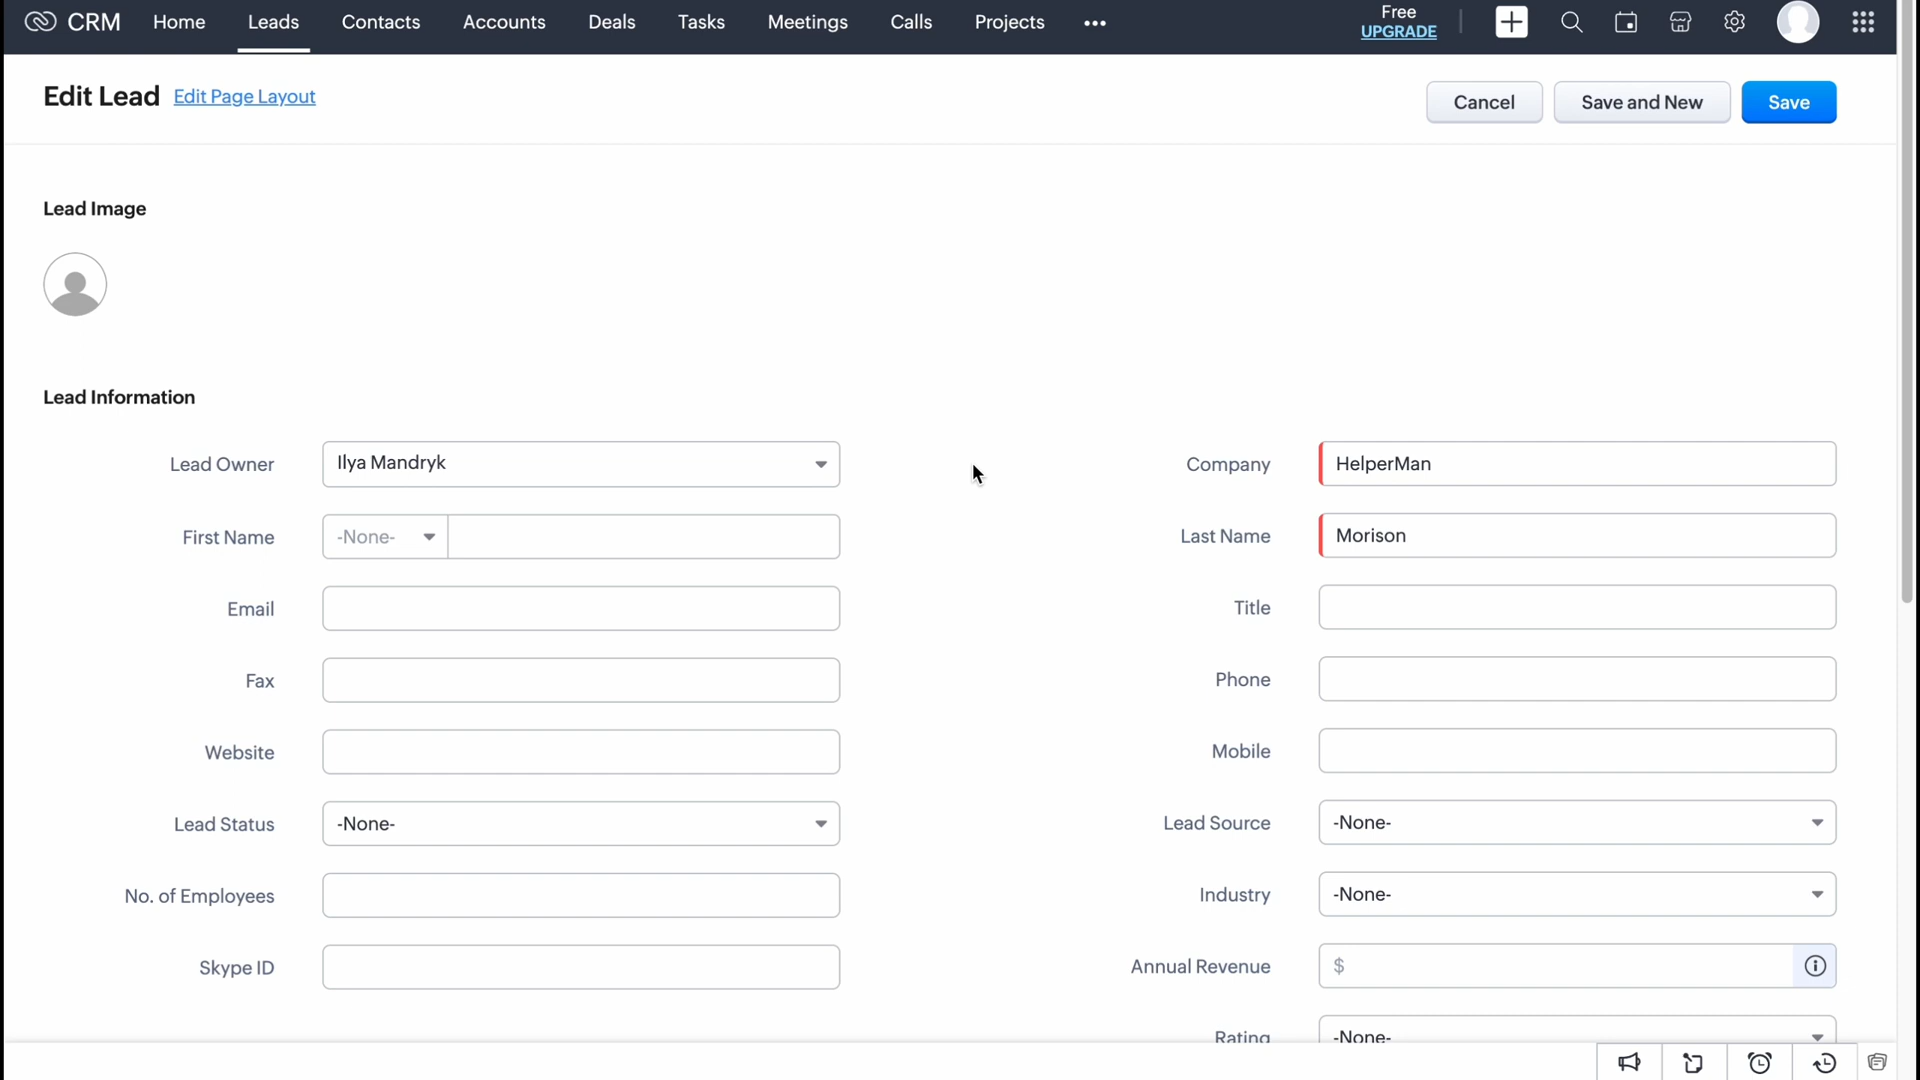 CRM Home Leads Contacts Accounts Deals Tasks Meetings Calls Projects ••• Free
UPGRADE
Edit Lead Edit Page Layout Cancel Save and New Save
Lead Image
Lead Information
Lead Owner Ilya Mandryk Company HelperMan
First Name -None- Last Name Morison
Email Title
Fax Phone
Website Mobile
Lead Status -None- Lead Source -None-
No. of Employees Industry -None-
Skype ID Annual Revenue $
Rating -None-